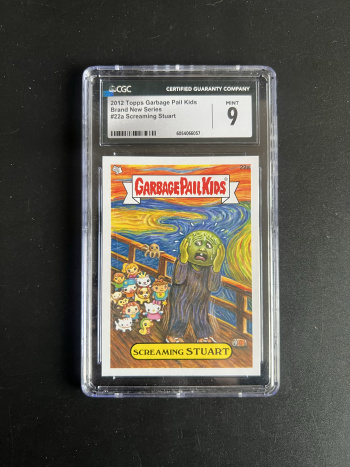 CGC
CERTIFIED GUARANTY COMPANY
2012 Topps Garbage Pail Kids
Brand New Series
#22a Screaming Stuart
MINT
9
6054066057
22a
GARBAGE PAIL KIDS
SCREAMING STUART